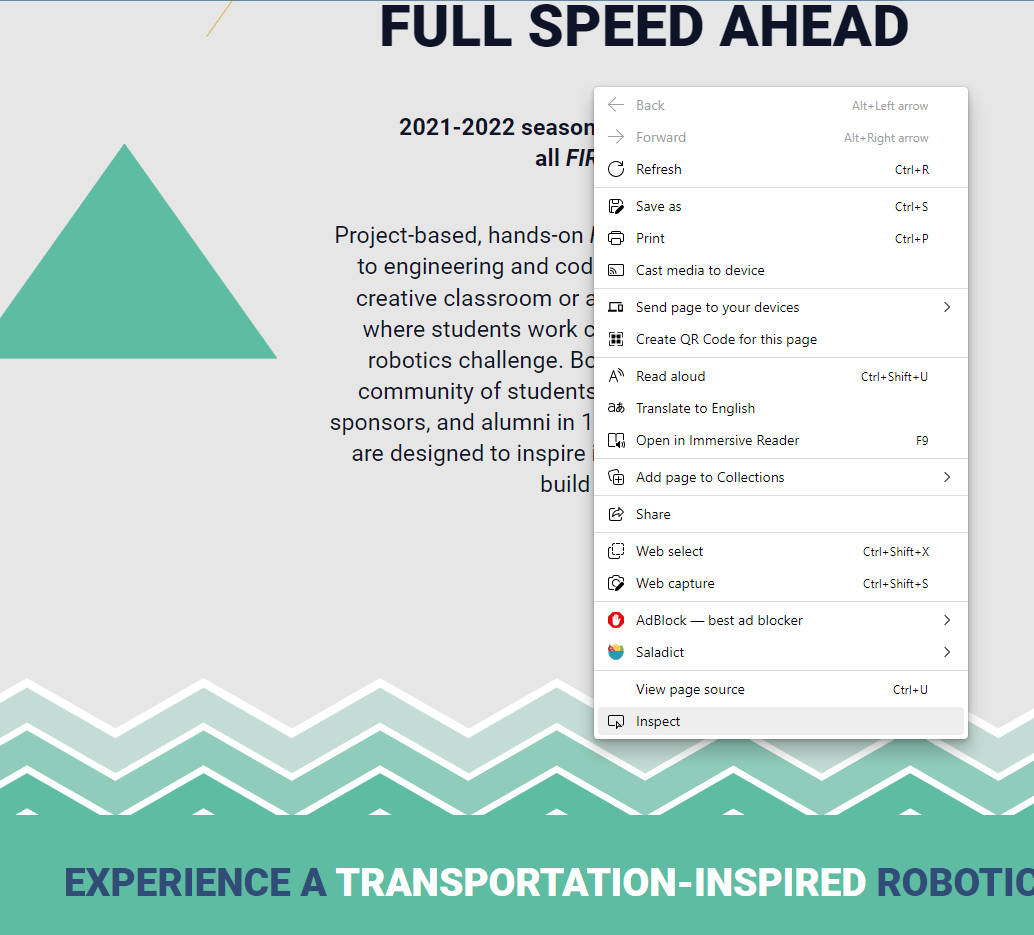 FULL SPEED AHEAD
2021-2022 season
all
Project-based, hands-on
to engineering and cod
creative classroom or a
where students work c
robotics challenge. Bo
community of students
sponsors, and alumni in 1
are designed to inspire i
build
Back Alt+Left arrow
Forward Alt+Right arrow
Refresh Ctrl+R
Save as Ctrl+S
Print Ctrl+P
Cast media to device
Send page to your devices
Create QR Code for this page
Read aloud Ctrl+Shift+U
Translate to English
Open in Immersive Reader F9
Add page to Collections
Share
Web select Ctrl+Shift+X
Web capture Ctrl+Shift+S
AdBlock — best ad blocker
Saladict
View page source Ctrl+U
Inspect
EXPERIENCE A TRANSPORTATION-INSPIRED ROBOTIC